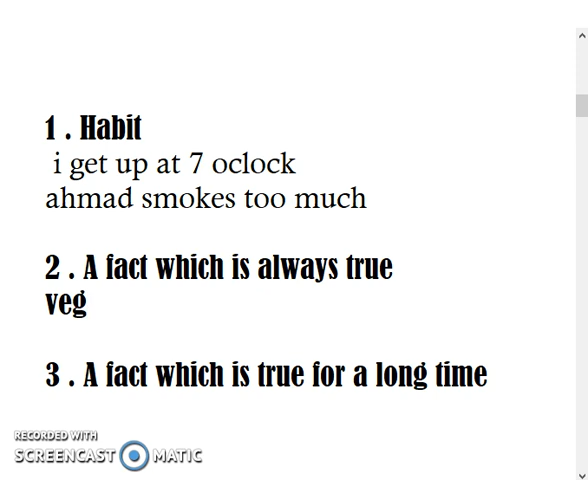 1 . Habit
i get up at 7 oclock
ahmad smokes too much
2 . A fact which is always true
veg
3 . A fact which is true for a long time
RECORDED WITH
SCREENCAST MATIC